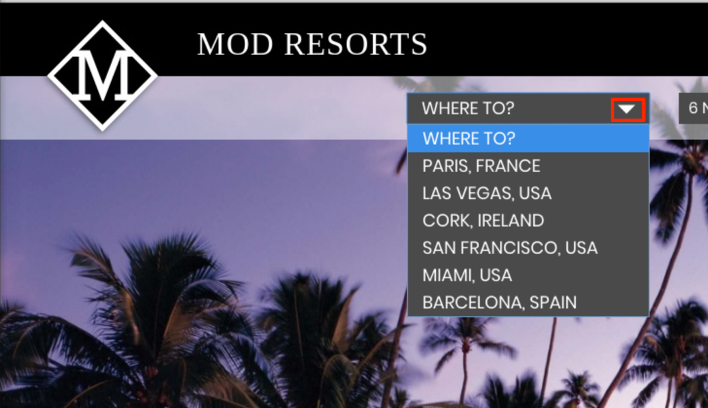 M
MOD RESORTS
WHERE TO?
6 N
WHERE TO?
PARIS, FRANCE
LAS VEGAS, USA
CORK, IRELAND
SAN FRANCISCO, USA
MIAMI, USA
BARCELONA, SPAIN